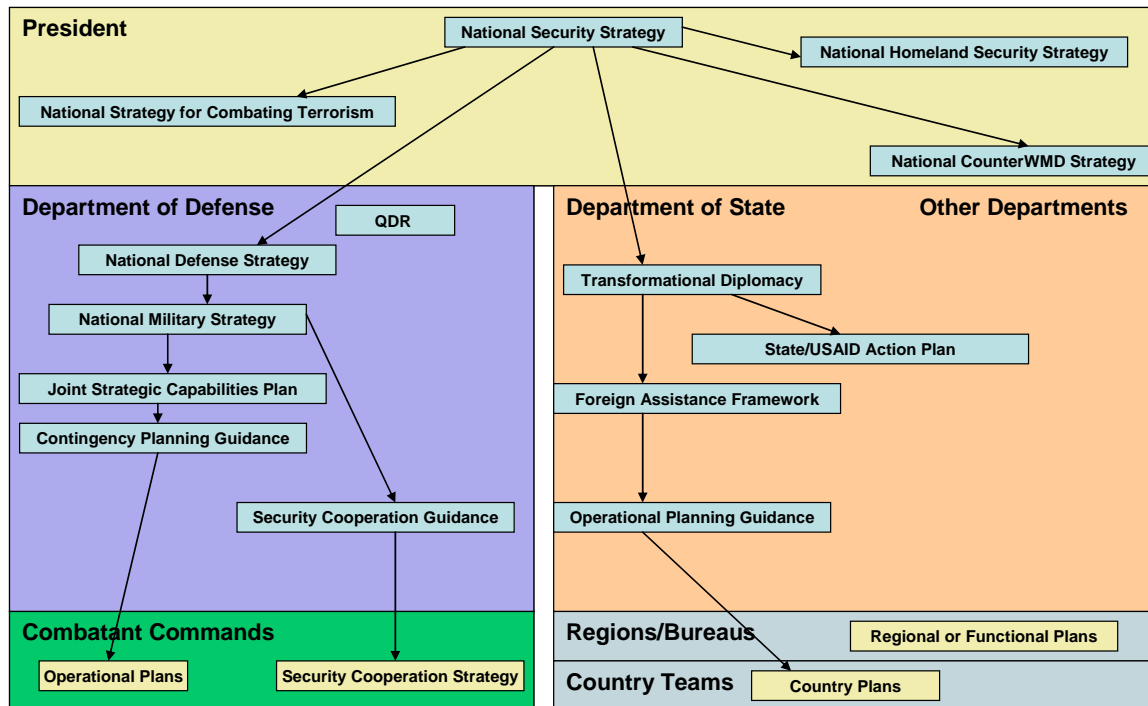 President
National Security Strategy
National Homeland Security Strategy
National Strategy for Combating Terrorism
National CounterWMD Strategy
Department of Defense
QDR
National Defense Strategy
National Military Strategy
Joint Strategic Capabilities Plan
Contingency Planning Guidance
Security Cooperation Guidance
Department of State
Other Departments
Transformational Diplomacy
State/USAID Action Plan
Foreign Assistance Framework
Operational Planning Guidance
Combatant Commands
Operational Plans
Security Cooperation Strategy
Regions/Bureaus
Regional or Functional Plans
Country Teams
Country Plans